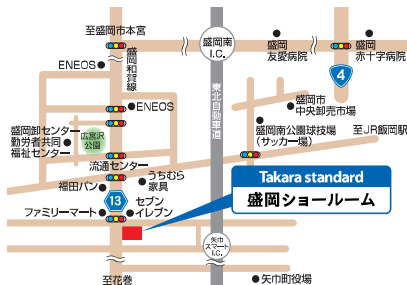 至盛岡市本宮
盛岡南
I.C.
盛岡
友愛病院
盛岡
赤十字病院
ENEOS
盛岡和賀線
4
ENEOS
東北自動車道
盛岡市
中央卸売市場
盛岡卸センター
勤労者共同
福祉センター
広宮沢
公園
盛岡南公園球技場
(サッカー場)
至JR飯岡駅
流通センター
福田パン
うちむら
家具
Takara standard
盛岡ショールーム
13
ファミリーマート
セブン
イレブン
矢巾
スマート
I.C.
至花巻
矢巾町役場